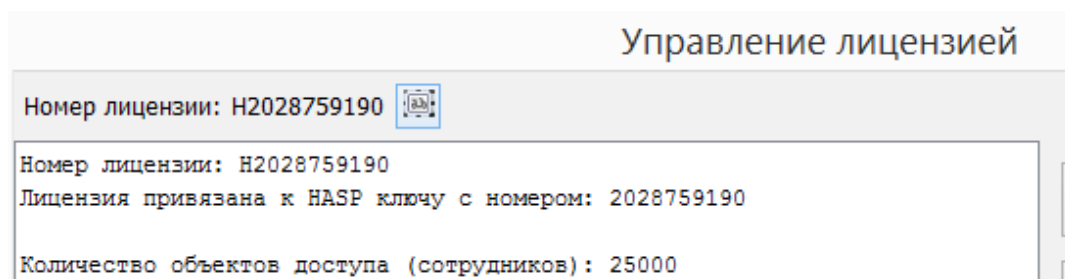 Управление лицензией
Номер лицензии: H2028759190
Номер лицензии: H2028759190
Лицензия привязана к HASP ключу с номером: 2028759190
Количество объектов доступа (сотрудников): 25000